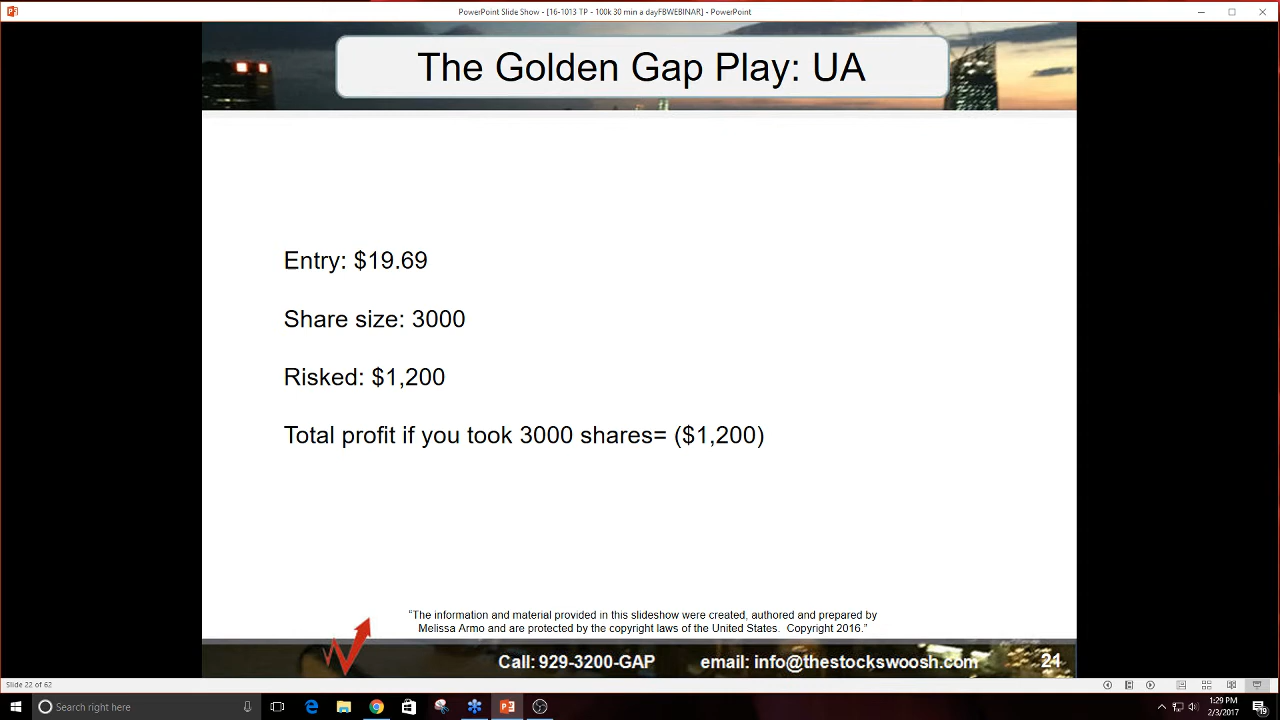 PowerPoint Slide Show - [16-1013 TP - 100k 30 min a dayFBWEBINAR] - PowerPoint
The Golden Gap Play: UA
Entry: $19.69
Share size: 3000
Risked: $1,200
Total profit if you took 3000 shares= ($1,200)
“The information and material provided in this slideshow were created, authored and prepared by
Melissa Armo and are protected by the copyright laws of the United States.  Copyright 2016.”
Call: 929-3200-GAP email: info@thestockswoosh.com 24
Slide 22 of 62
Search right here
1:29 PM
2/3/2017
19